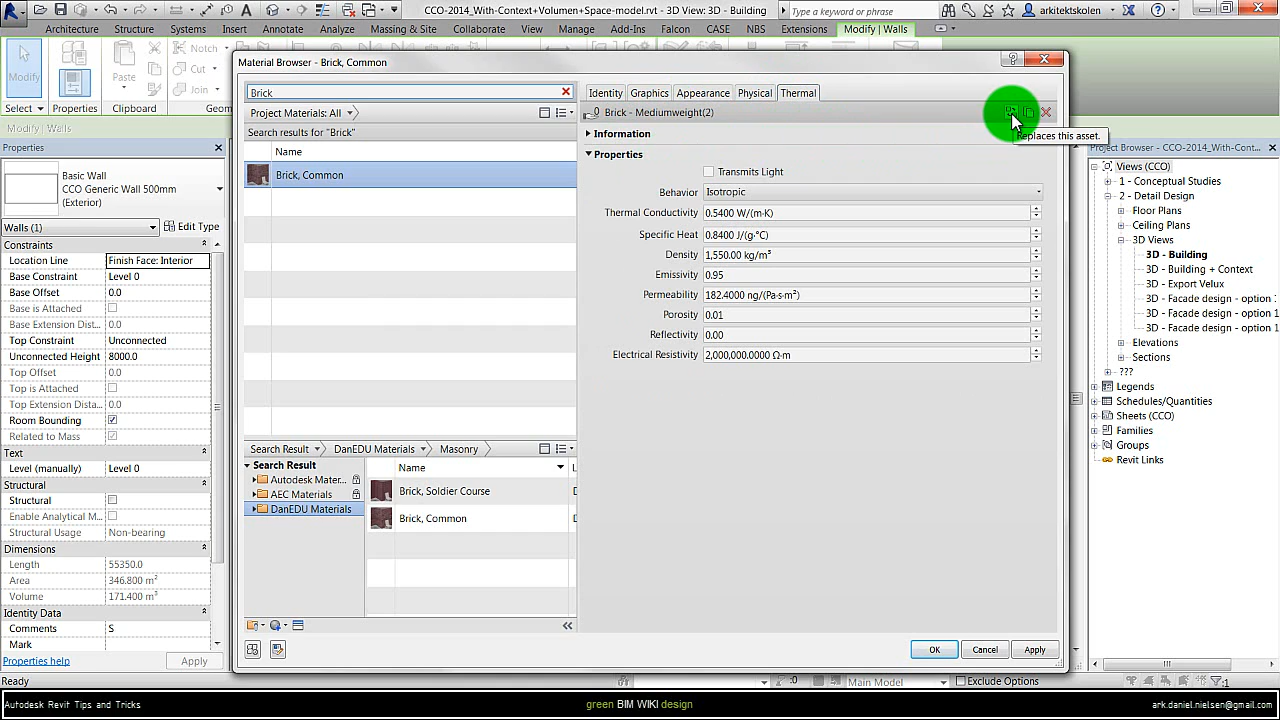 CCO-2014_With-Context+Volumen+Space-model.rvt - 3D View: 3D - Building
Type a keyword or phrase
arkitektskolen
Architecture Structure Systems Insert Annotate Analyze Massing & Site Collaborate View Manage Add-Ins Falcon CASE NBS Extensions Modify | Walls
Modify
Properties
Paste
Notch
Cut
Join
Select Properties Clipboard
Modify | Walls
Properties
Basic Wall
CCO Generic Wall 500mm
(Exterior)
Walls (1) Edit Type
Constraints
Location Line Finish Face: Interior
Base Constraint Level 0
Base Offset 0.0
Base is Attached
Base Extension Dist... 0.0
Top Constraint Unconnected
Unconnected Height 8000.0
Top Offset 0.0
Top is Attached
Top Extension Dista... 0.0
Room Bounding
Related to Mass
Text
Level (manually) Level 0
Structural
Structural
Enable Analytical M...
Structural Usage Non-bearing
Dimensions
Length 55350.0
Area 346.800 m²
Volume 171.400 m³
Identity Data
Comments S
Mark
Properties help Apply
Ready
Material Browser - Brick, Common
Brick
Project Materials: All
Search results for "Brick"
Name
Brick, Common
Search Result DanEDU Materials Masonry
Search Result
Autodesk Mater...
AEC Materials
DanEDU Materials
Name
Brick, Soldier Course
Brick, Common
Identity Graphics Appearance Physical Thermal
Brick - Mediumweight(2)
Replaces this asset.
Information
Properties
Transmits Light
Behavior Isotropic
Thermal Conductivity 0.5400 W/(m·K)
Specific Heat 0.8400 J/(g·°C)
Density 1,550.00 kg/m³
Emissivity 0.95
Permeability 182.4000 ng/(Pa·s·m²)
Porosity 0.01
Reflectivity 0.00
Electrical Resistivity 2,000,000.0000 Ω·m
OK Cancel Apply
Project Browser - CCO-2014_With-Cont...
Views (CCO)
1 - Conceptual Studies
2 - Detail Design
Floor Plans
Ceiling Plans
3D Views
3D - Building
3D - Building + Context
3D - Export Velux
3D - Facade design - option 1
3D - Facade design - option 1
3D - Facade design - option 1
Elevations
Sections
???
Legends
Schedules/Quantities
Sheets (CCO)
Families
Groups
Revit Links
:0 Main Model Exclude Options :1
Autodesk Revit Tips and Tricks green BIM WIKI design ark.daniel.nielsen@gmail.com